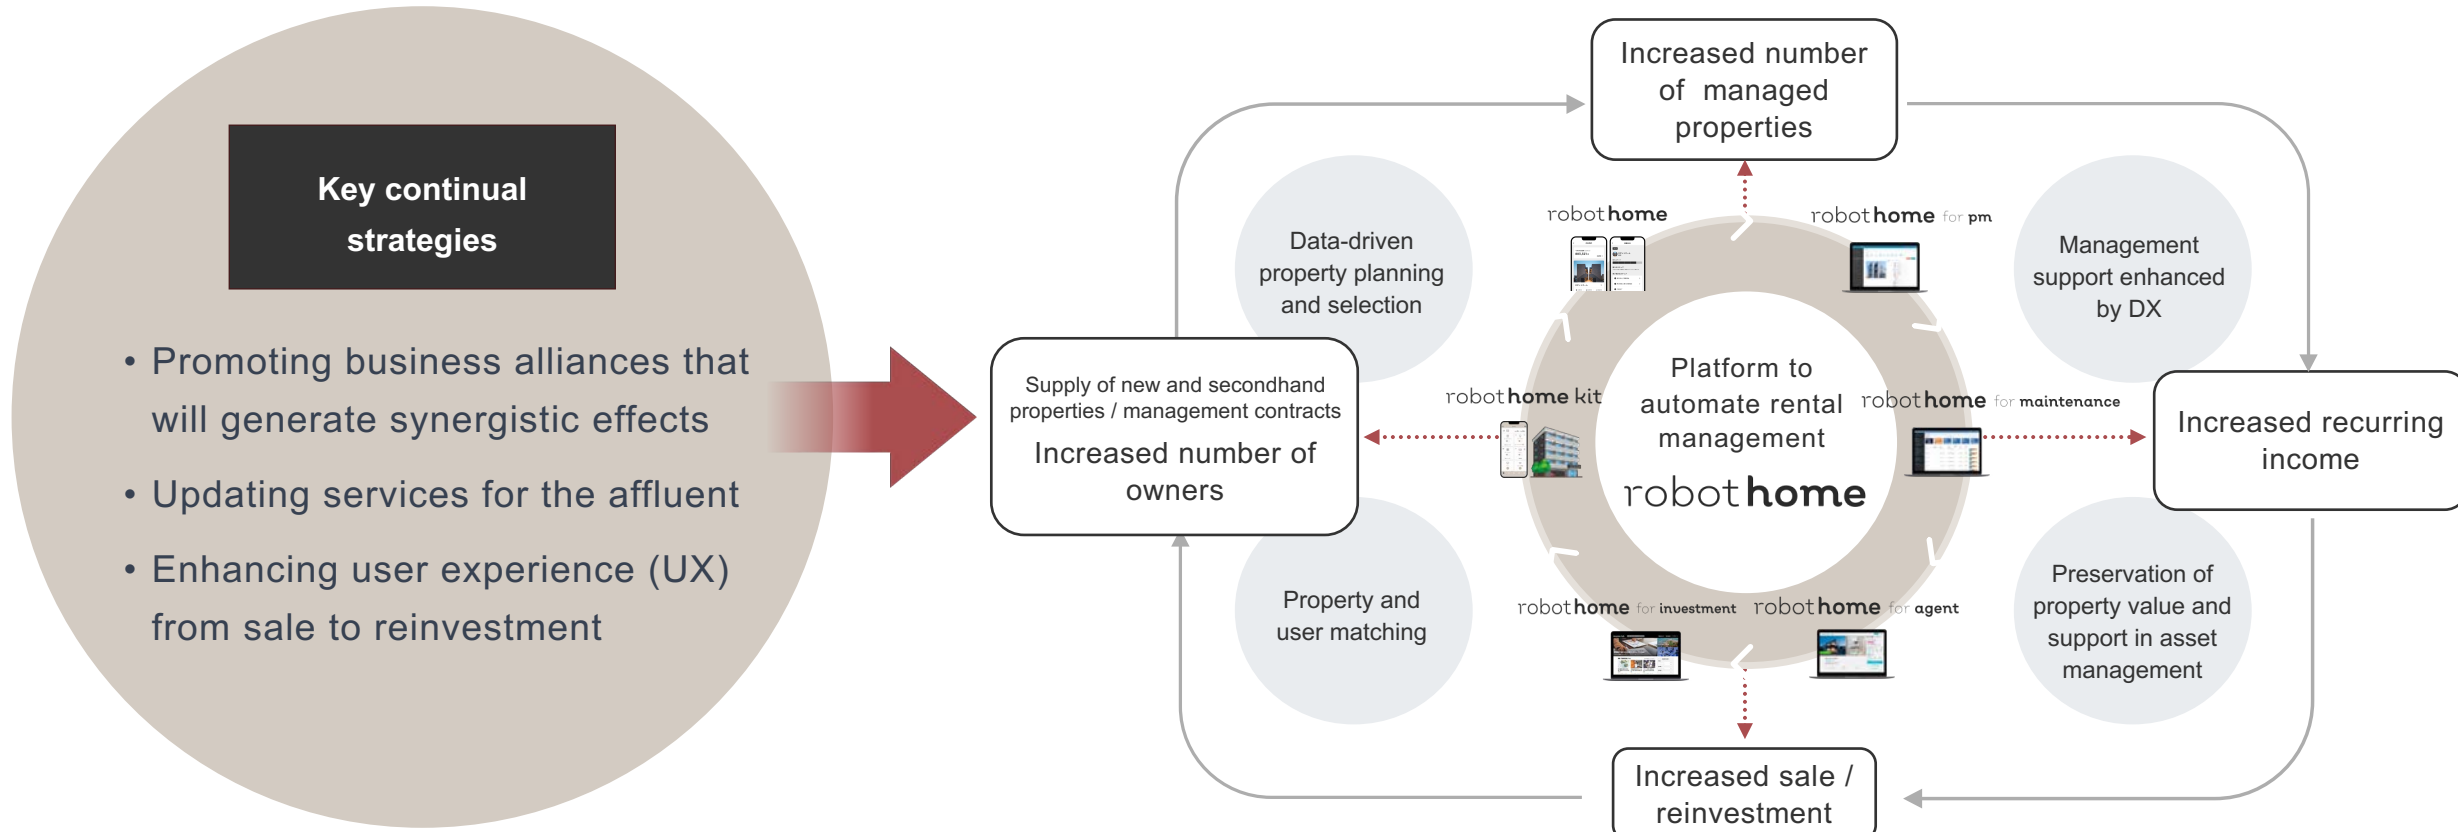 Key continual
strategies
• Promoting business alliances that
will generate synergistic effects
• Updating services for the affluent
• Enhancing user experience (UX)
from sale to reinvestment
Increased number
of managed
properties
Data-driven
property planning
and selection
robot home
robot home for pm
Management
support enhanced
by DX
Supply of new and secondhand
properties / management contracts
Increased number of
owners
robot home kit
Platform to
automate rental
management
robot home
robot home for maintenance
Increased recurring
income
Property and
user matching
robot home for investment
robot home for agent
Preservation of
property value and
support in asset
management
Increased sale /
reinvestment